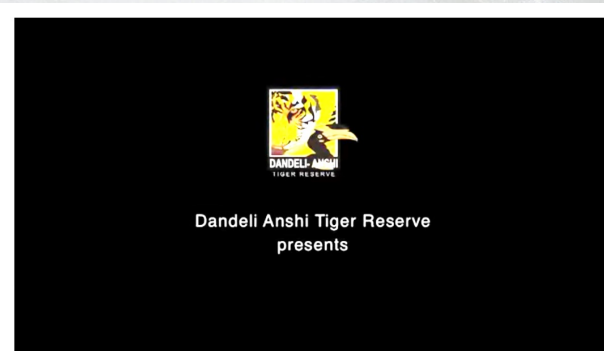 DANDELI-ANSHI
TIGER RESERVE
Dandeli Anshi Tiger Reserve
presents